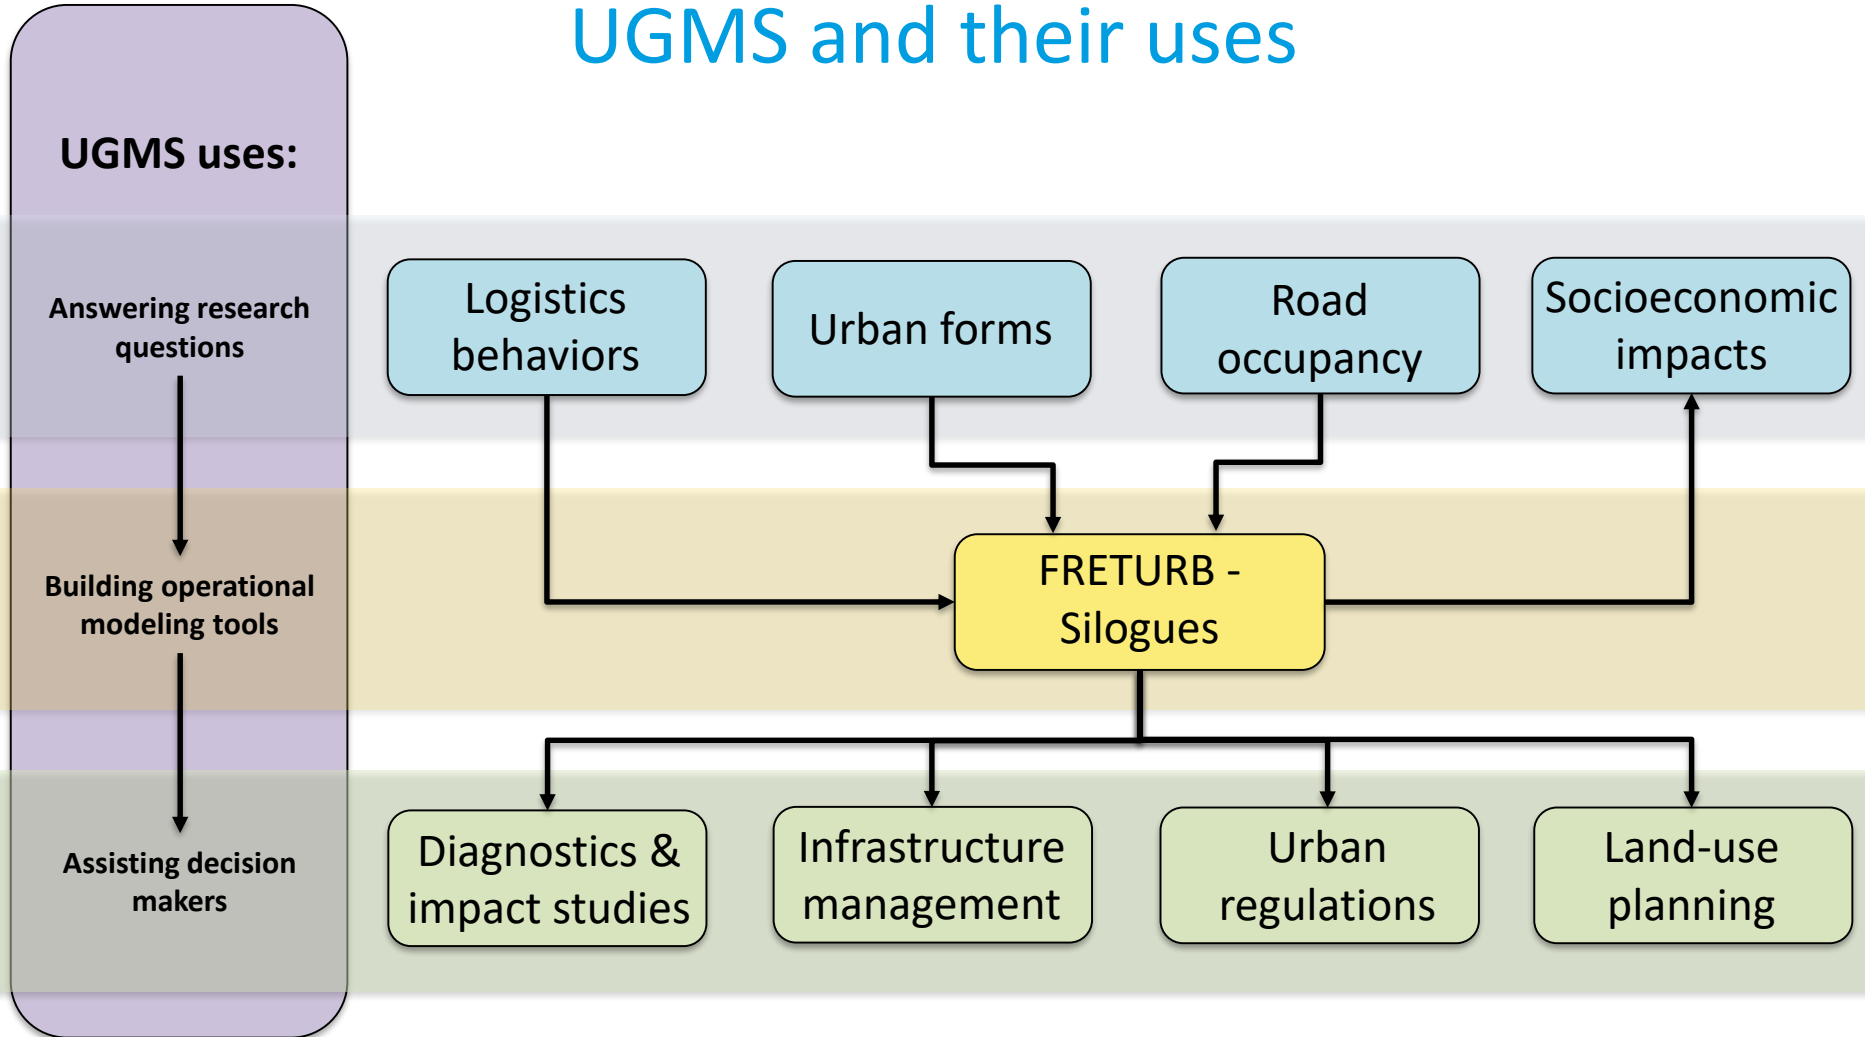 UGMS and their uses
UGMS uses:
Answering research
questions
Logistics
behaviors
Urban forms
Road
occupancy
Socioeconomic
impacts
Building operational
modeling tools
FRETURB -
Silogues
Assisting decision
makers
Diagnostics &
impact studies
Infrastructure
management
Urban
regulations
Land-use
planning